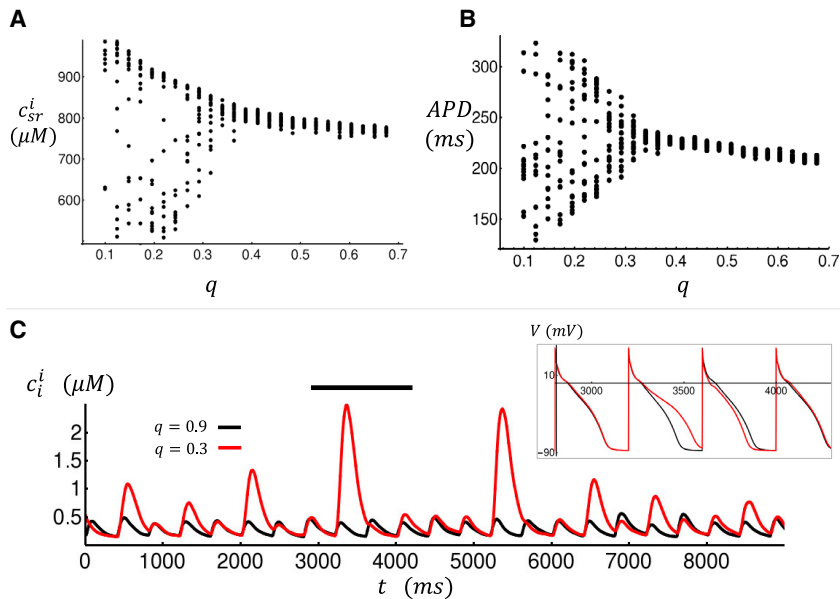 A
c_{sr}^{i}
(μM)
900
800
700
600
0.1 0.2 0.3 0.4 0.5 0.6 0.7
q
B
APD
(ms)
300
250
200
150
0.1 0.2 0.3 0.4 0.5 0.6 0.7
q
C
c_{i}^{i} (μM)
2
1.5
1
0.5
q = 0.9
q = 0.3
0 1000 2000 3000 4000 5000 6000 7000 8000
t (ms)
V (mV)
10
-90
3000 3500 4000